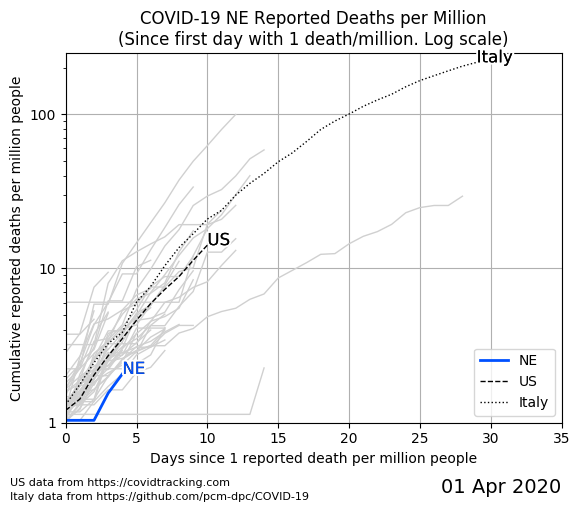 COVID-19 NE Reported Deaths per Million
(Since first day with 1 death/million. Log scale)
Cumulative reported deaths per million people
100
10
1
Italy
US
NE
NE
US
Italy
0 5 10 15 20 25 30 35
Days since 1 reported death per million people
US data from https://covidtracking.com
Italy data from https://github.com/pcm-dpc/COVID-19
01 Apr 2020